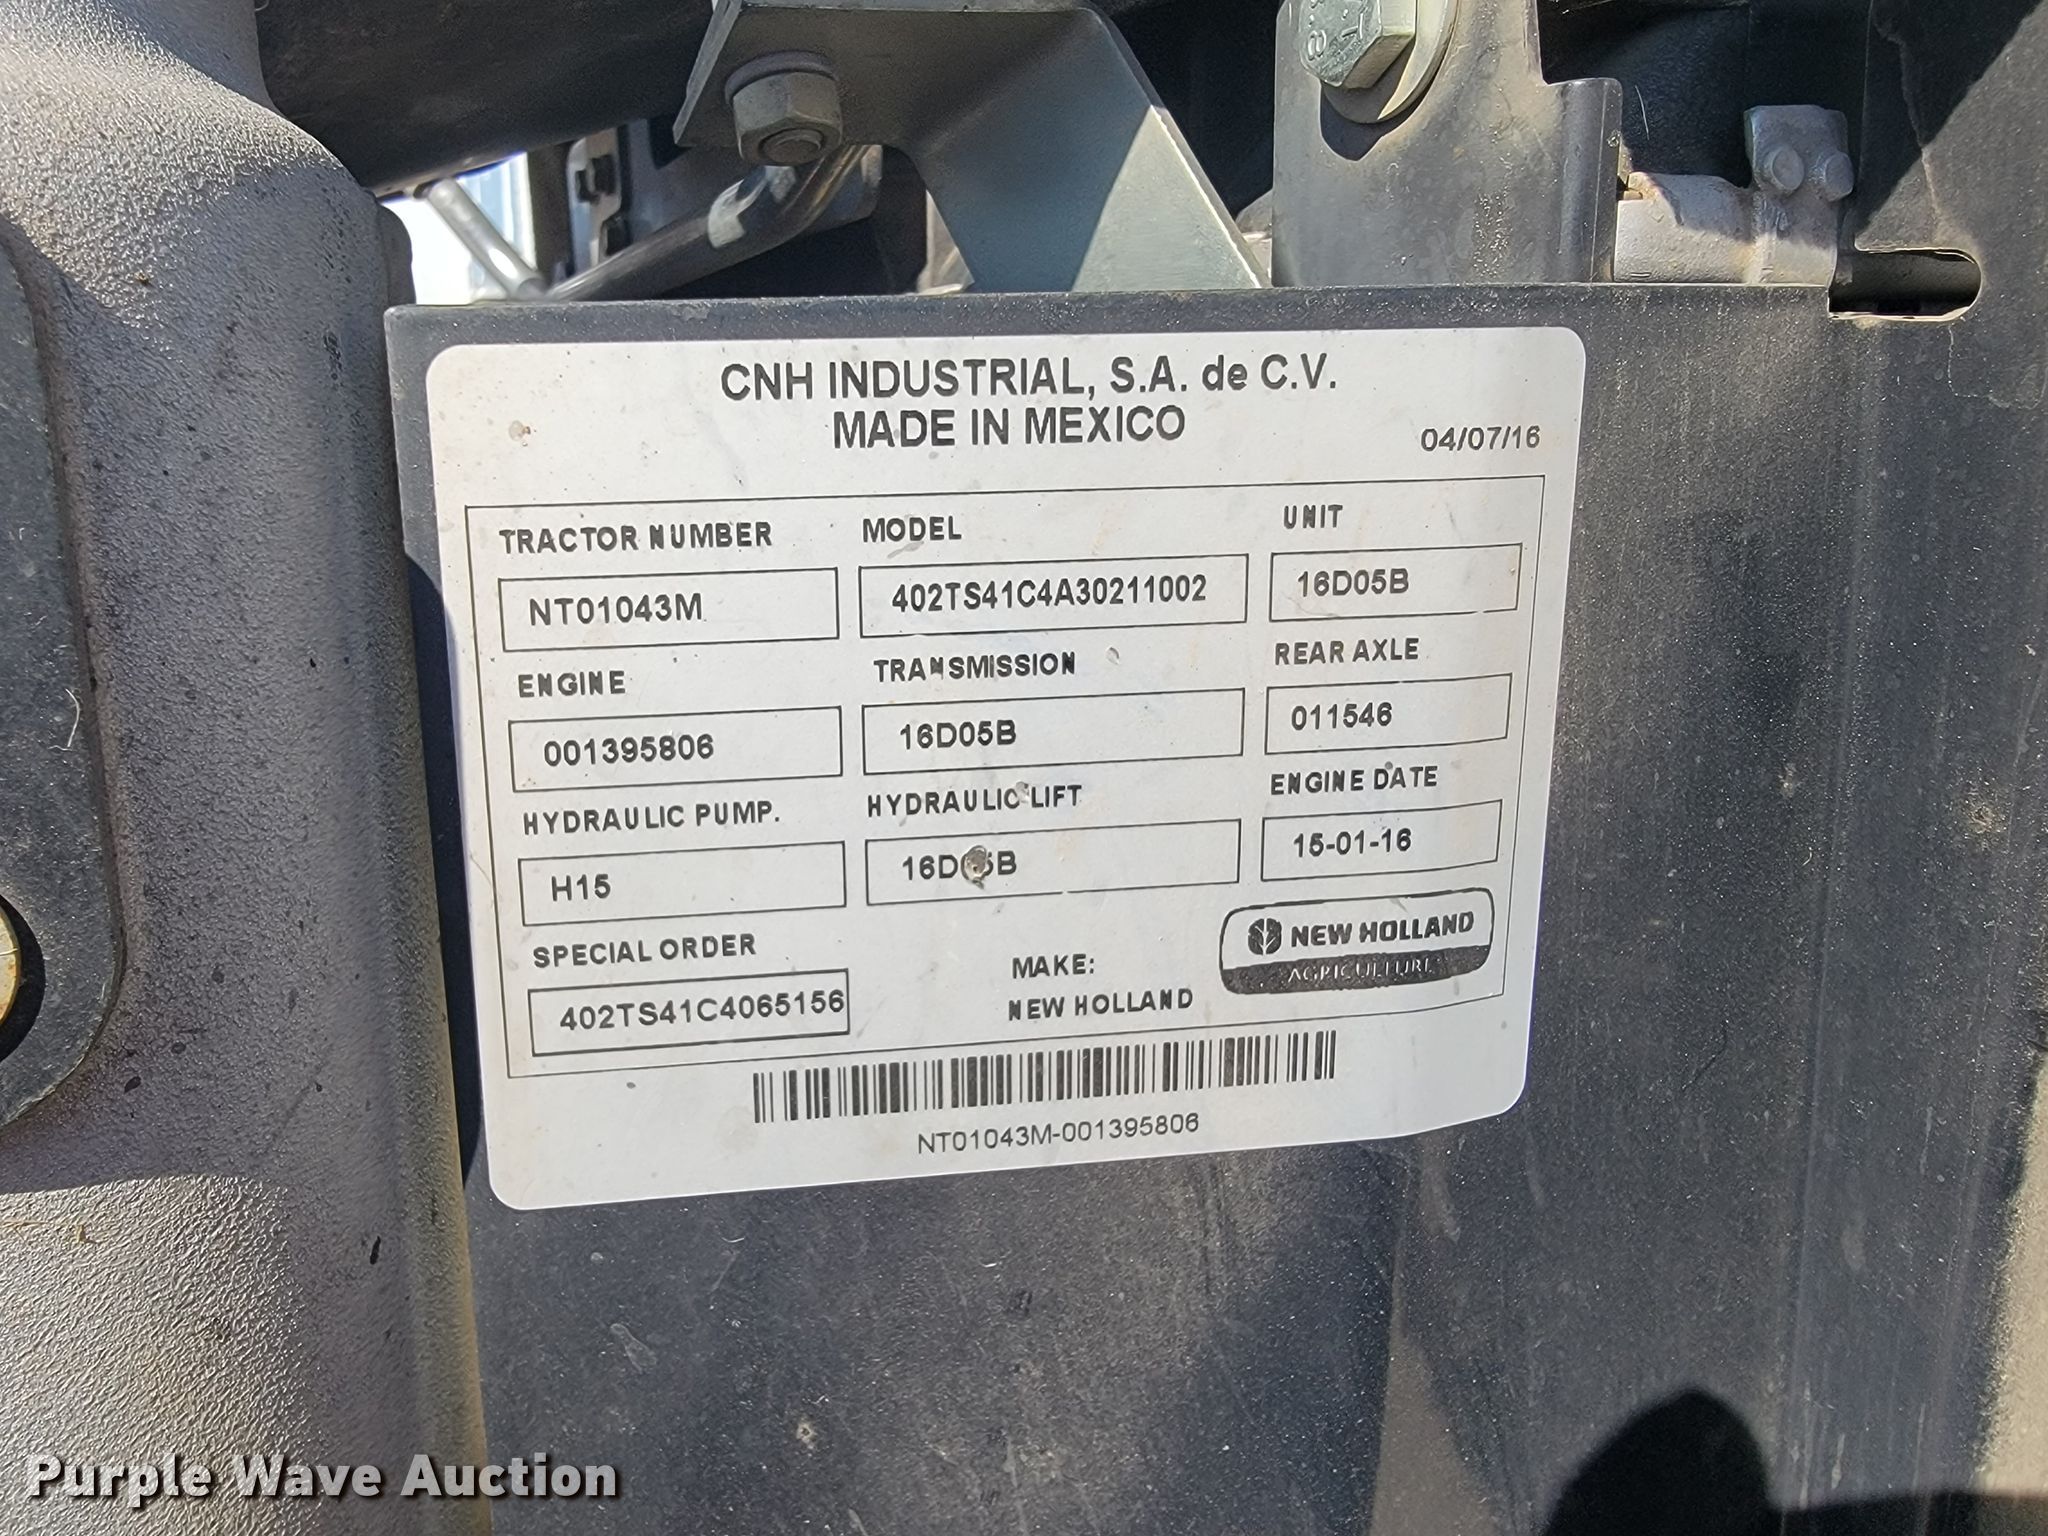 CNH INDUSTRIAL, S.A. de C.V.
MADE IN MEXICO
04/07/16
TRACTOR NUMBER MODEL UNIT
NT01043M 402TS41C4A30211002 16D05B
ENGINE TRANSMISSION REAR AXLE
001395806 16D05B 011546
HYDRAULIC PUMP. HYDRAULIC LIFT ENGINE DATE
H15 16D05B 15-01-16
SPECIAL ORDER MAKE: NEW HOLLAND
402TS41C4065156 NEW HOLLAND AGRICULTURE
NT01043M-001395806
Purple Wave Auction